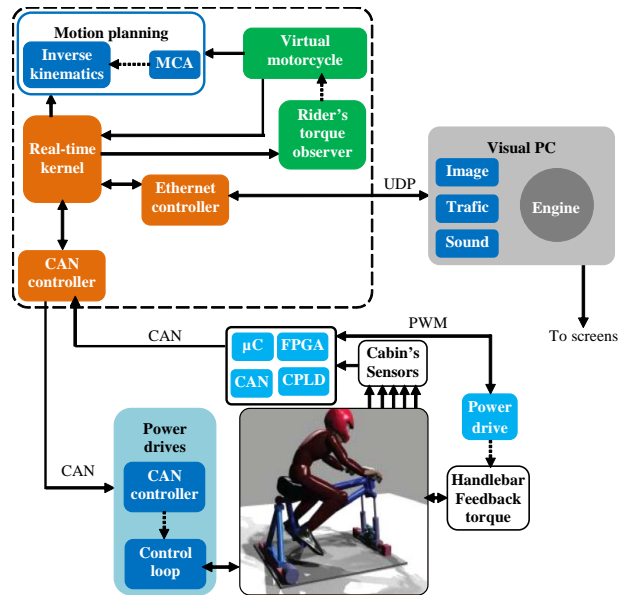 Motion planning
Inverse
kinematics
MCA
Virtual
motorcycle
Real-time
kernel
Rider's
torque
observer
Ethernet
controller
CAN
controller
UDP
Visual PC
Image
Trafic
Sound
Engine
To screens
CAN
PWM
µC
FPGA
CAN
CPLD
Cabin's
Sensors
Power
drive
Handlebar
Feedback
torque
CAN
Power
drives
CAN
controller
Control
loop